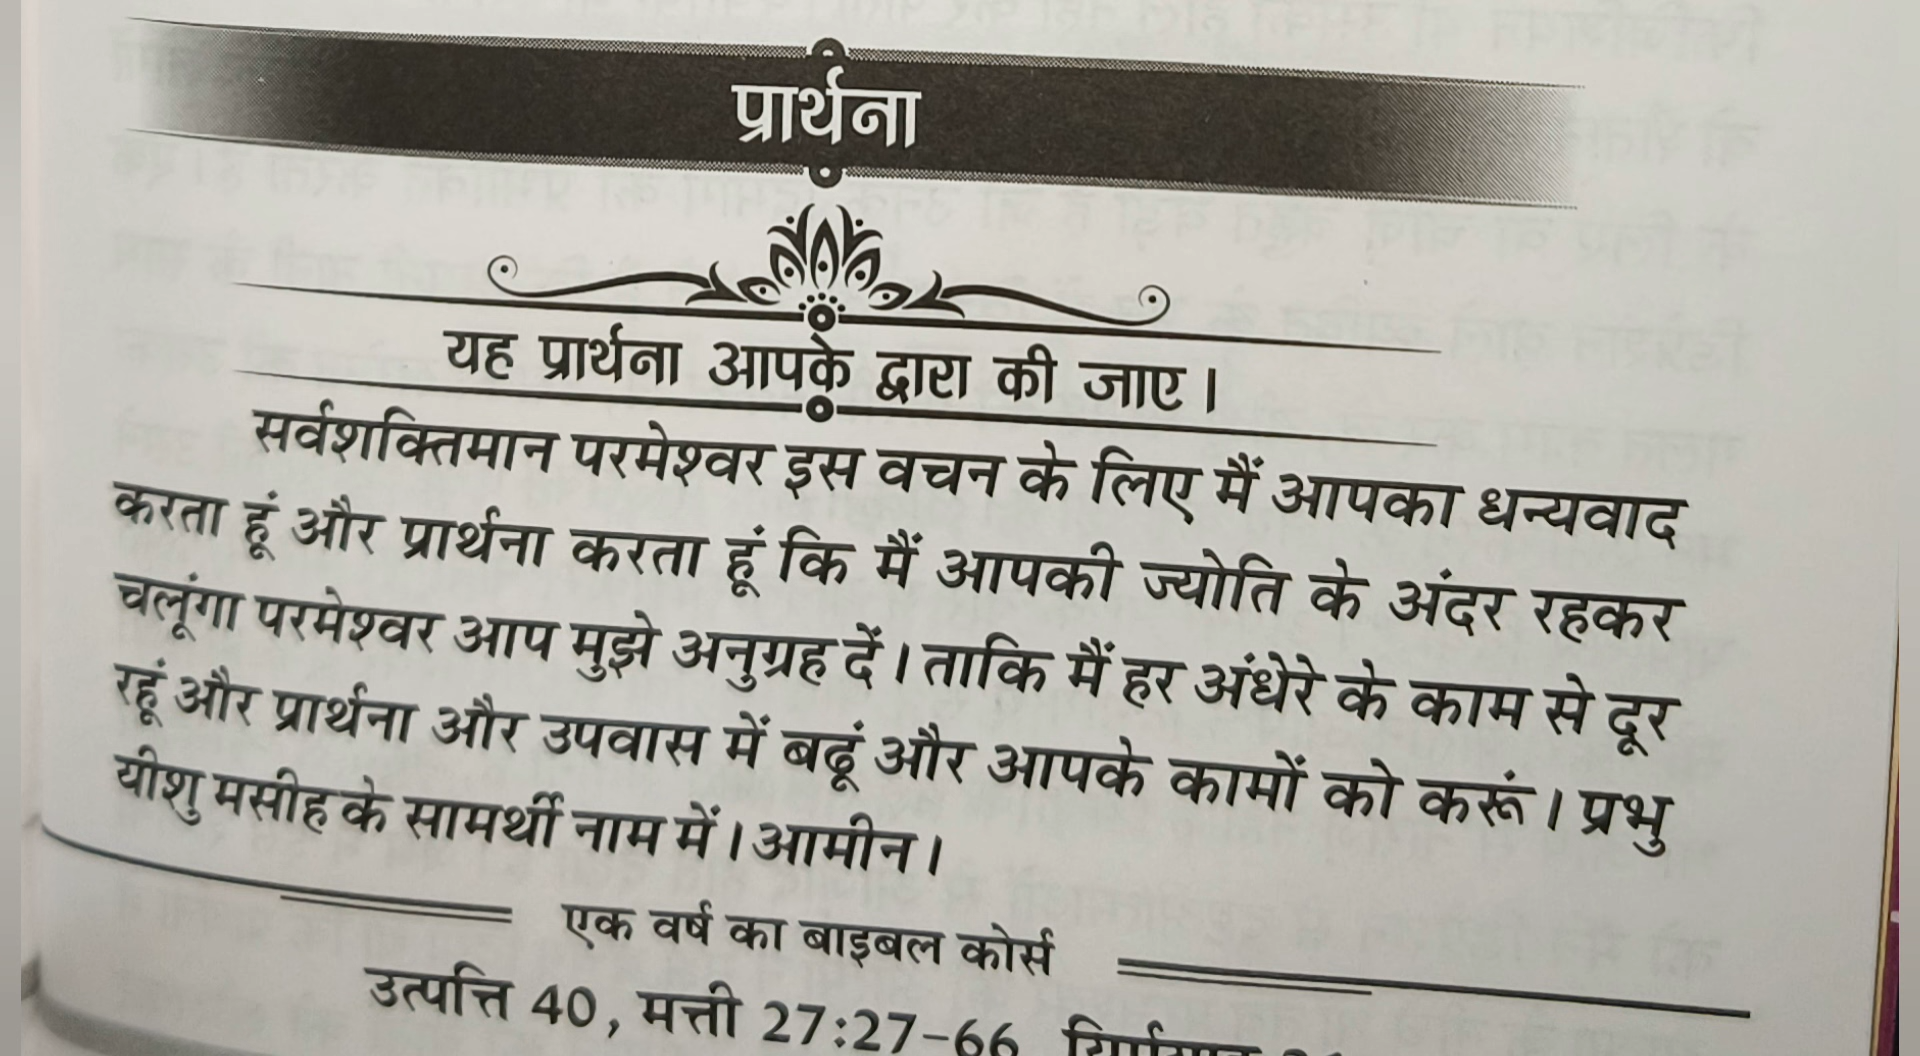 प्रार्थना
यह प्रार्थना आपके द्वारा की जाए।
सर्वशक्तिमान परमेश्वर इस वचन के लिए मैं आपका धन्यवाद
करता हूं और प्रार्थना करता हूं कि मैं आपकी ज्योति के अंदर रहकर
चलूंगा परमेश्वर आप मुझे अनुग्रह दें। ताकि मैं हर अंधेरे के काम से दूर
रहूं और प्रार्थना और उपवास में बढूं और आपके कामों को करूं। प्रभु
यीशु मसीह के सामर्थी नाम में। आमीन।
एक वर्ष का बाइबल कोर्स
उत्पत्ति 40, मत्ती 27:27-66